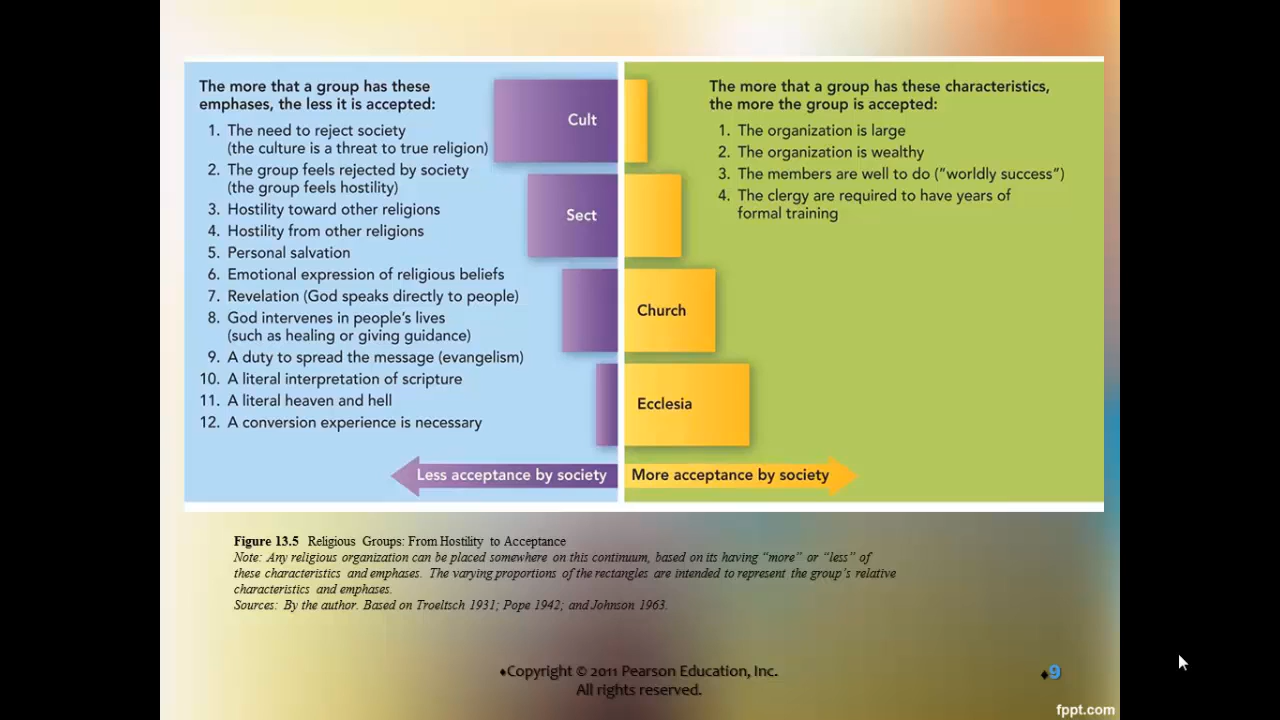 The more that a group has these
emphases, the less it is accepted:
1. The need to reject society
(the culture is a threat to true religion)
2. The group feels rejected by society
(the group feels hostility)
3. Hostility toward other religions
4. Hostility from other religions
5. Personal salvation
6. Emotional expression of religious beliefs
7. Revelation (God speaks directly to people)
8. God intervenes in people's lives
(such as healing or giving guidance)
9. A duty to spread the message (evangelism)
10. A literal interpretation of scripture
11. A literal heaven and hell
12. A conversion experience is necessary
Cult
Sect
Church
Ecclesia
Less acceptance by society
More acceptance by society
The more that a group has these characteristics,
the more the group is accepted:
1. The organization is large
2. The organization is wealthy
3. The members are well to do (“worldly success”)
4. The clergy are required to have years of
formal training
Figure 13.5 Religious Groups: From Hostility to Acceptance
Note: Any religious organization can be placed somewhere on this continuum, based on its having “more” or “less” of
these characteristics and emphases. The varying proportions of the rectangles are intended to represent the group's relative
characteristics and emphases.
Sources: By the author. Based on Troeltsch 1931; Pope 1942; and Johnson 1963.
♦Copyright © 2011 Pearson Education, Inc.
All rights reserved.
♦9
fppt.com